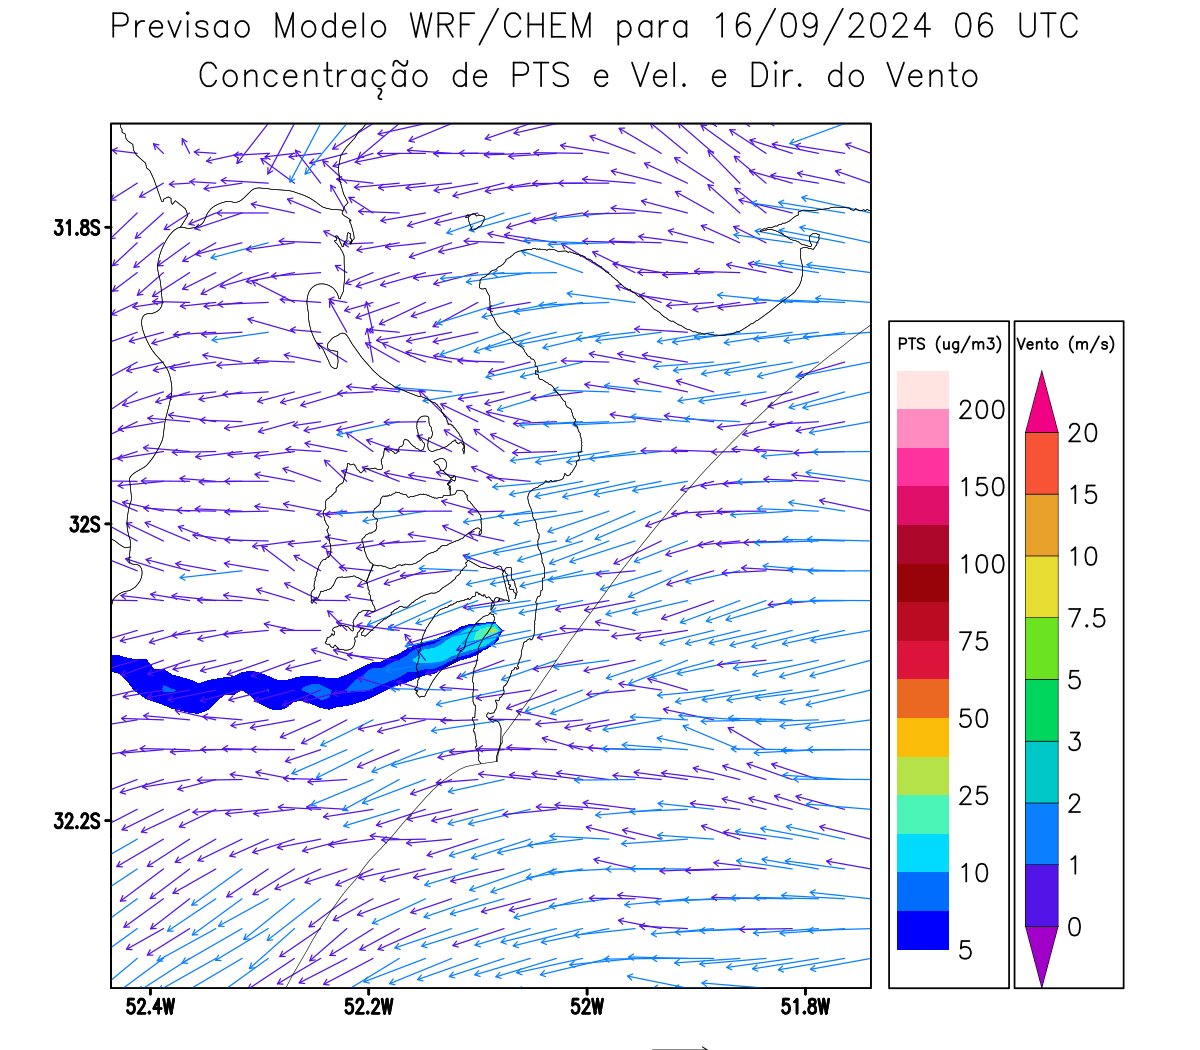 Previsao Modelo WRF/CHEM para 16/09/2024 06 UTC
Concentração de PTS e Vel. e Dir. do Vento
31.8S
32S
32.2S
52.4W 52.2W 52W 51.8W
PTS (ug/m3)
200
150
100
75
50
25
10
5
Vento (m/s)
20
15
10
7.5
5
3
2
1
0